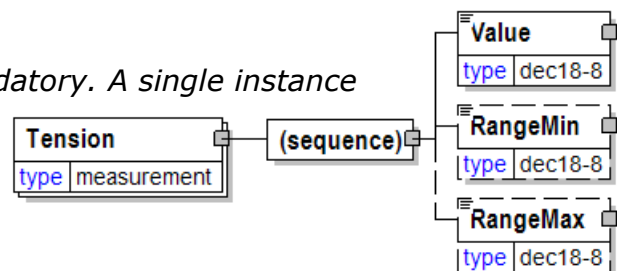 Value
type dec18-8
datory. A single instance
RangeMin
type dec18-8
Tension
type measurement
(sequence)
RangeMax
type dec18-8